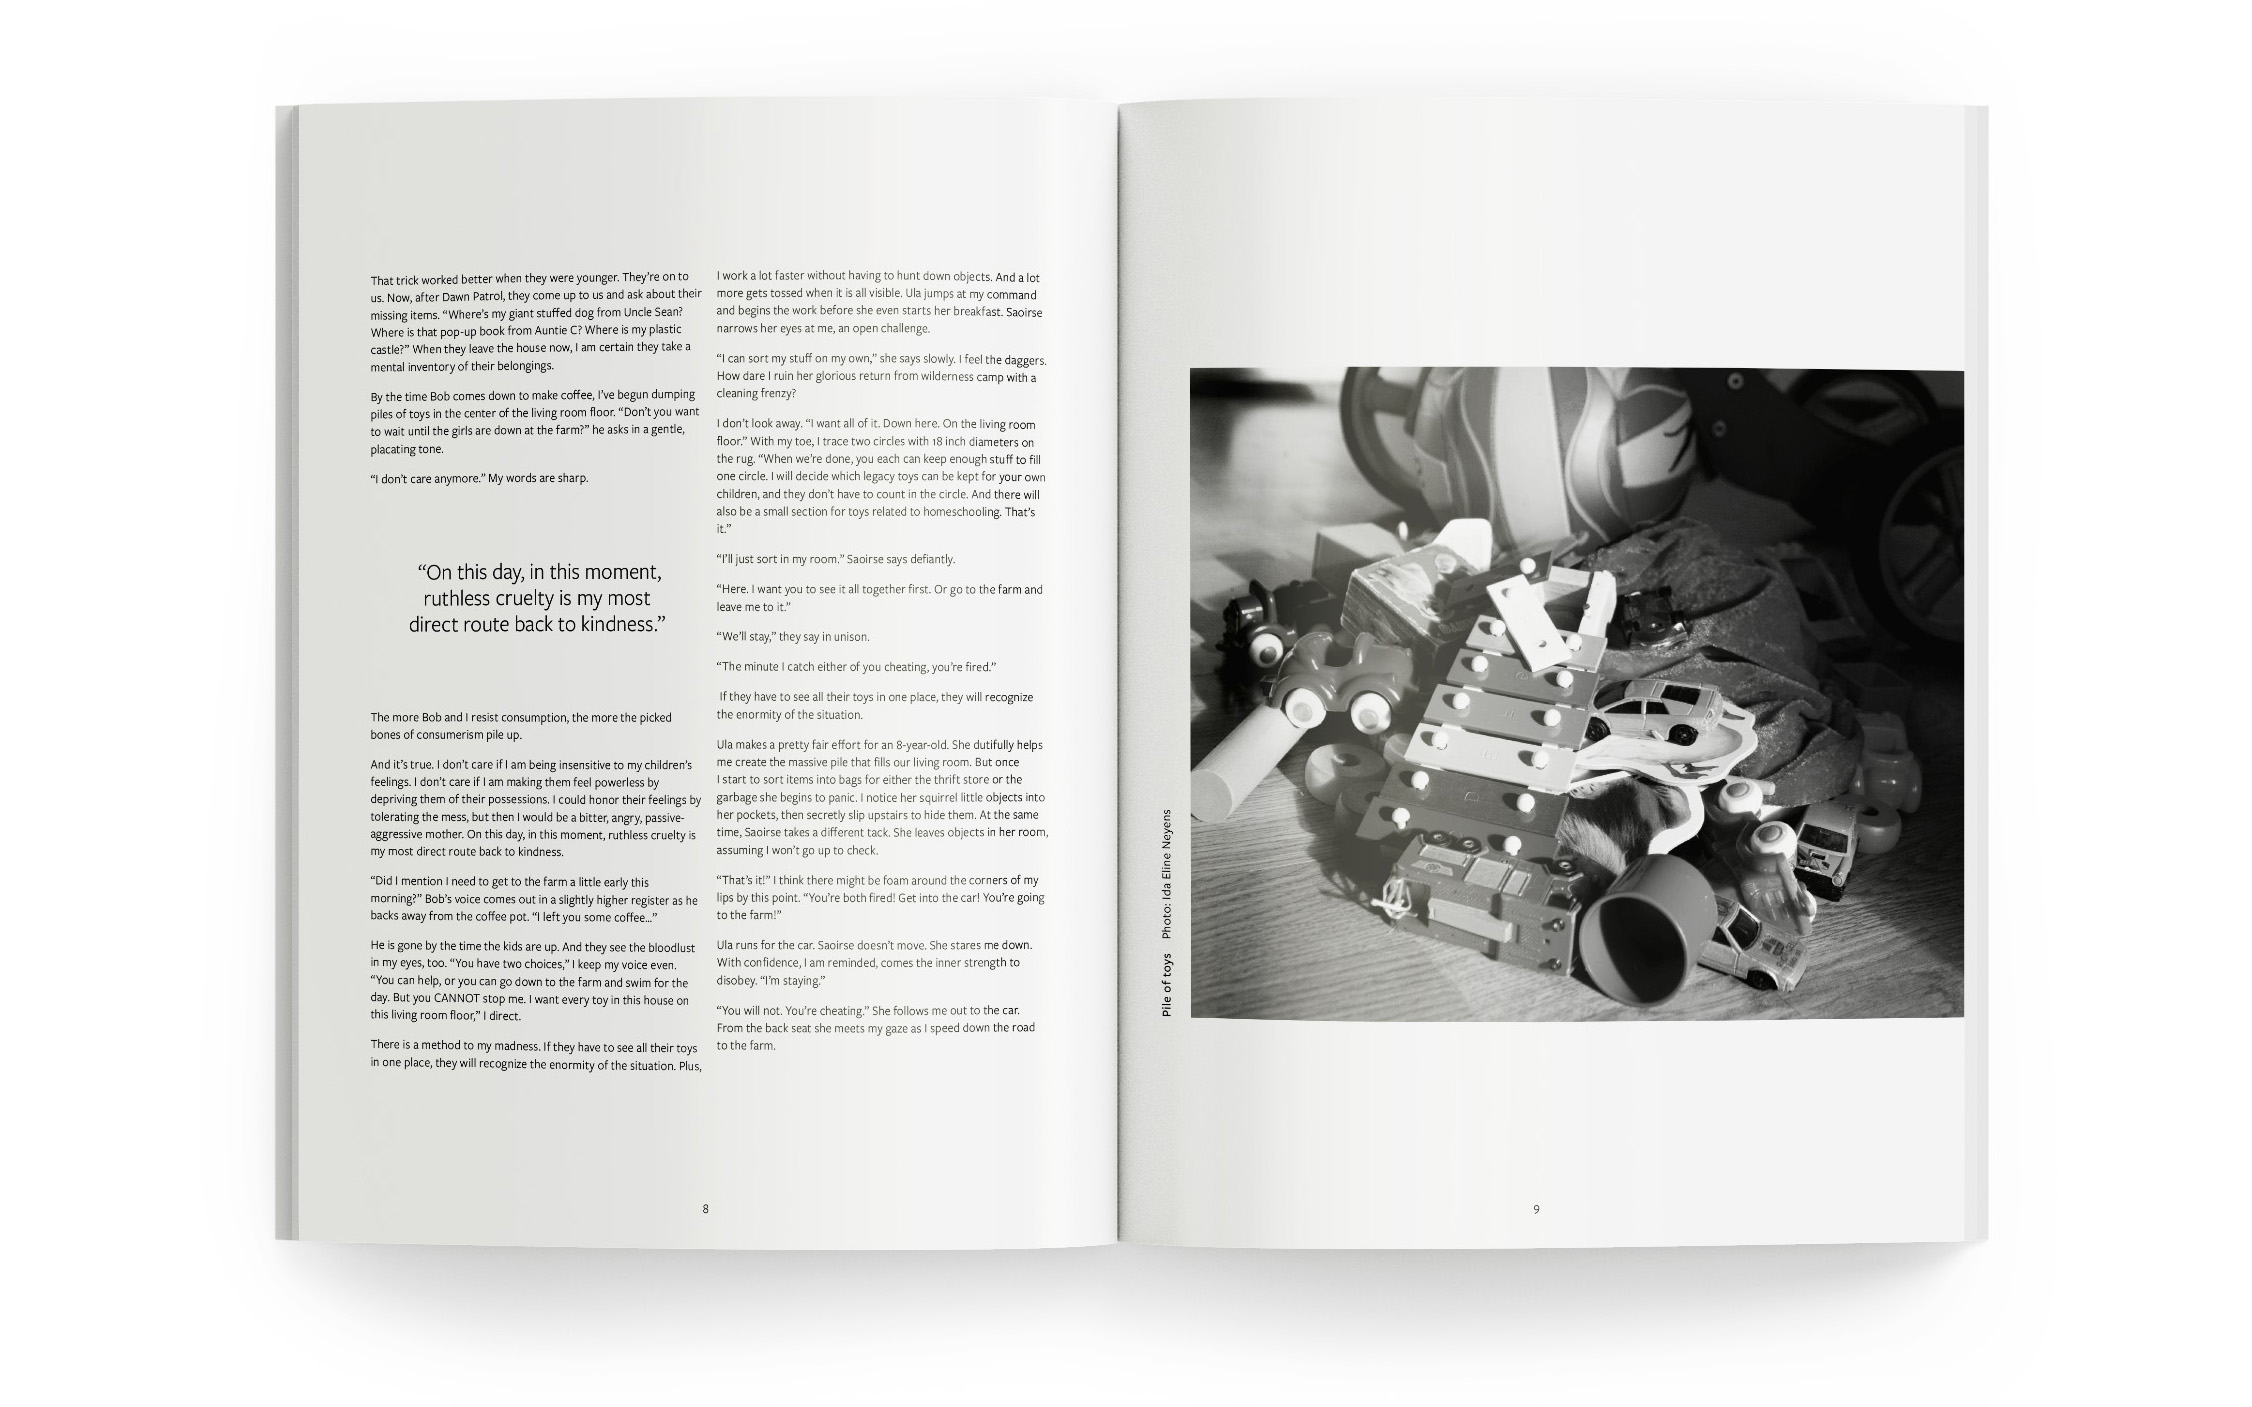 That trick worked better when they were younger. They’re on to
us. Now, after Dawn Patrol, they come up to us and ask about their
missing items. “Where’s my giant stuffed dog from Uncle Sean?
Where is that pop-up book from Auntie C? Where is my plastic
castle?” When they leave the house now, I am certain they take a
mental inventory of their belongings.
By the time Bob comes down to make coffee, I’ve begun dumping
piles of toys in the center of the living room floor. “Don’t you want
to wait until the girls are down at the farm?” he asks in a gentle,
placating tone.
“I don’t care anymore.” My words are sharp.
“On this day, in this moment,
ruthless cruelty is my most
direct route back to kindness.”
The more Bob and I resist consumption, the more the picked
bones of consumerism pile up.
And it’s true. I don’t care if I am being insensitive to my children’s
feelings. I don’t care if I am making them feel powerless by
depriving them of their possessions. I could honor their feelings by
tolerating the mess, but then I would be a bitter, angry, passive-
aggressive mother. On this day, in this moment, ruthless cruelty is
my most direct route back to kindness.
“Did I mention I need to get to the farm a little early this
morning?” Bob’s voice comes out in a slightly higher register as he
backs away from the coffee pot. “I left you some coffee...”
He is gone by the time the kids are up. And they see the bloodlust
in my eyes, too. “You have two choices,” I keep my voice even.
“You can help, or you can go down to the farm and swim for the
day. But you CANNOT stop me. I want every toy in this house on
this living room floor,” I direct.
There is a method to my madness. If they have to see all their toys
in one place, they will recognize the enormity of the situation. Plus,
I work a lot faster without having to hunt down objects. And a lot
more gets tossed when it is all visible. Ula jumps at my command
and begins the work before she even starts her breakfast. Saoirse
narrows her eyes at me, an open challenge.
“I can sort my stuff on my own,” she says slowly. I feel the daggers.
How dare I ruin her glorious return from wilderness camp with a
cleaning frenzy?
I don’t look away. “I want all of it. Down here. On the living room
floor.” With my toe, I trace two circles with 18 inch diameters on
the rug. “When we’re done, you each can keep enough stuff to fill
one circle. I will decide which legacy toys can be kept for your own
children, and they don’t have to count in the circle. And there will
also be a small section for toys related to homeschooling. That’s
it.”
“I’ll just sort in my room.” Saoirse says defiantly.
“Here. I want you to see it all together first. Or go to the farm and
leave me to it.”
“We’ll stay,” they say in unison.
“The minute I catch either of you cheating, you’re fired.”
If they have to see all their toys in one place, they will recognize
the enormity of the situation.
Ula makes a pretty fair effort for an 8-year-old. She dutifully helps
me create the massive pile that fills our living room. But once
I start to sort items into bags for either the thrift store or the
garbage she begins to panic. I notice her squirrel little objects into
her pockets, then secretly slip upstairs to hide them. At the same
time, Saoirse takes a different tack. She leaves objects in her room,
assuming I won’t go up to check.
“That’s it!” I think there might be foam around the corners of my
lips by this point. “You’re both fired! Get into the car! You’re going
to the farm!”
Ula runs for the car. Saoirse doesn’t move. She stares me down.
With confidence, I am reminded, comes the inner strength to
disobey. “I’m staying.”
“You will not. You’re cheating.” She follows me out to the car.
From the back seat she meets my gaze as I speed down the road
to the farm.
8
Pile of toys Photo: Ida Eline Neyens
9